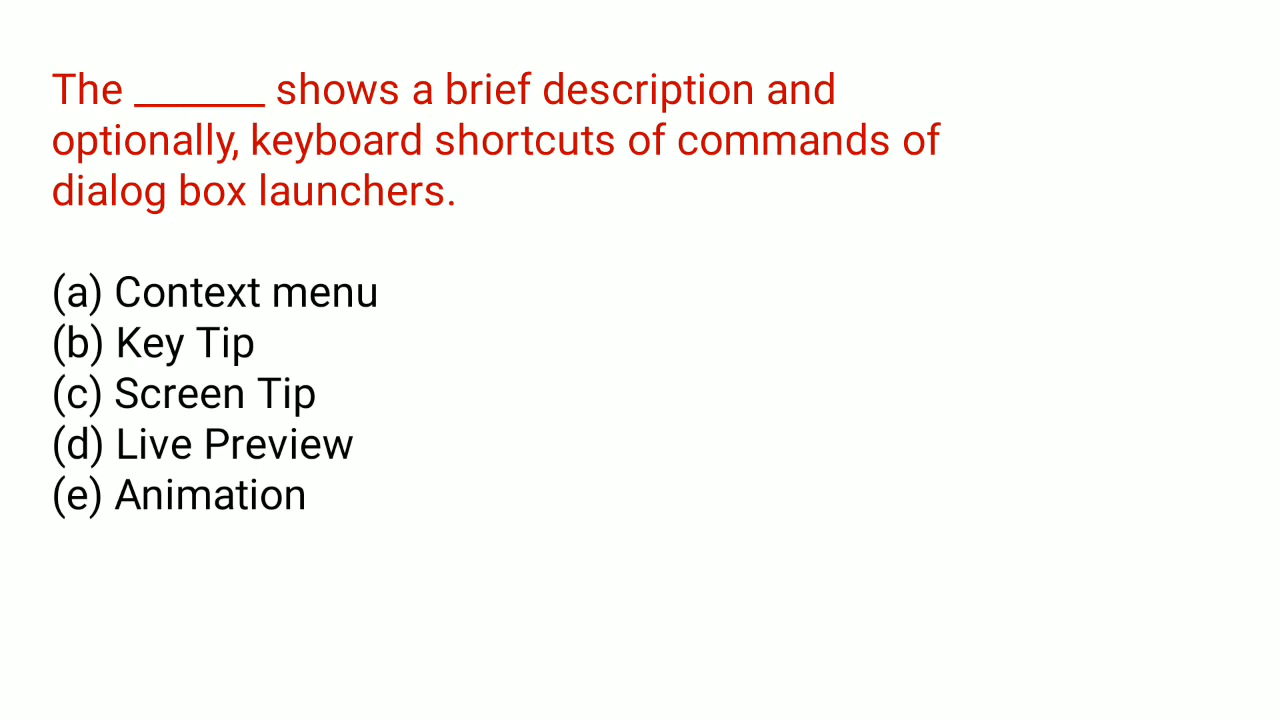 The ______ shows a brief description and
optionally, keyboard shortcuts of commands of
dialog box launchers.
(a) Context menu
(b) Key Tip
(c) Screen Tip
(d) Live Preview
(e) Animation